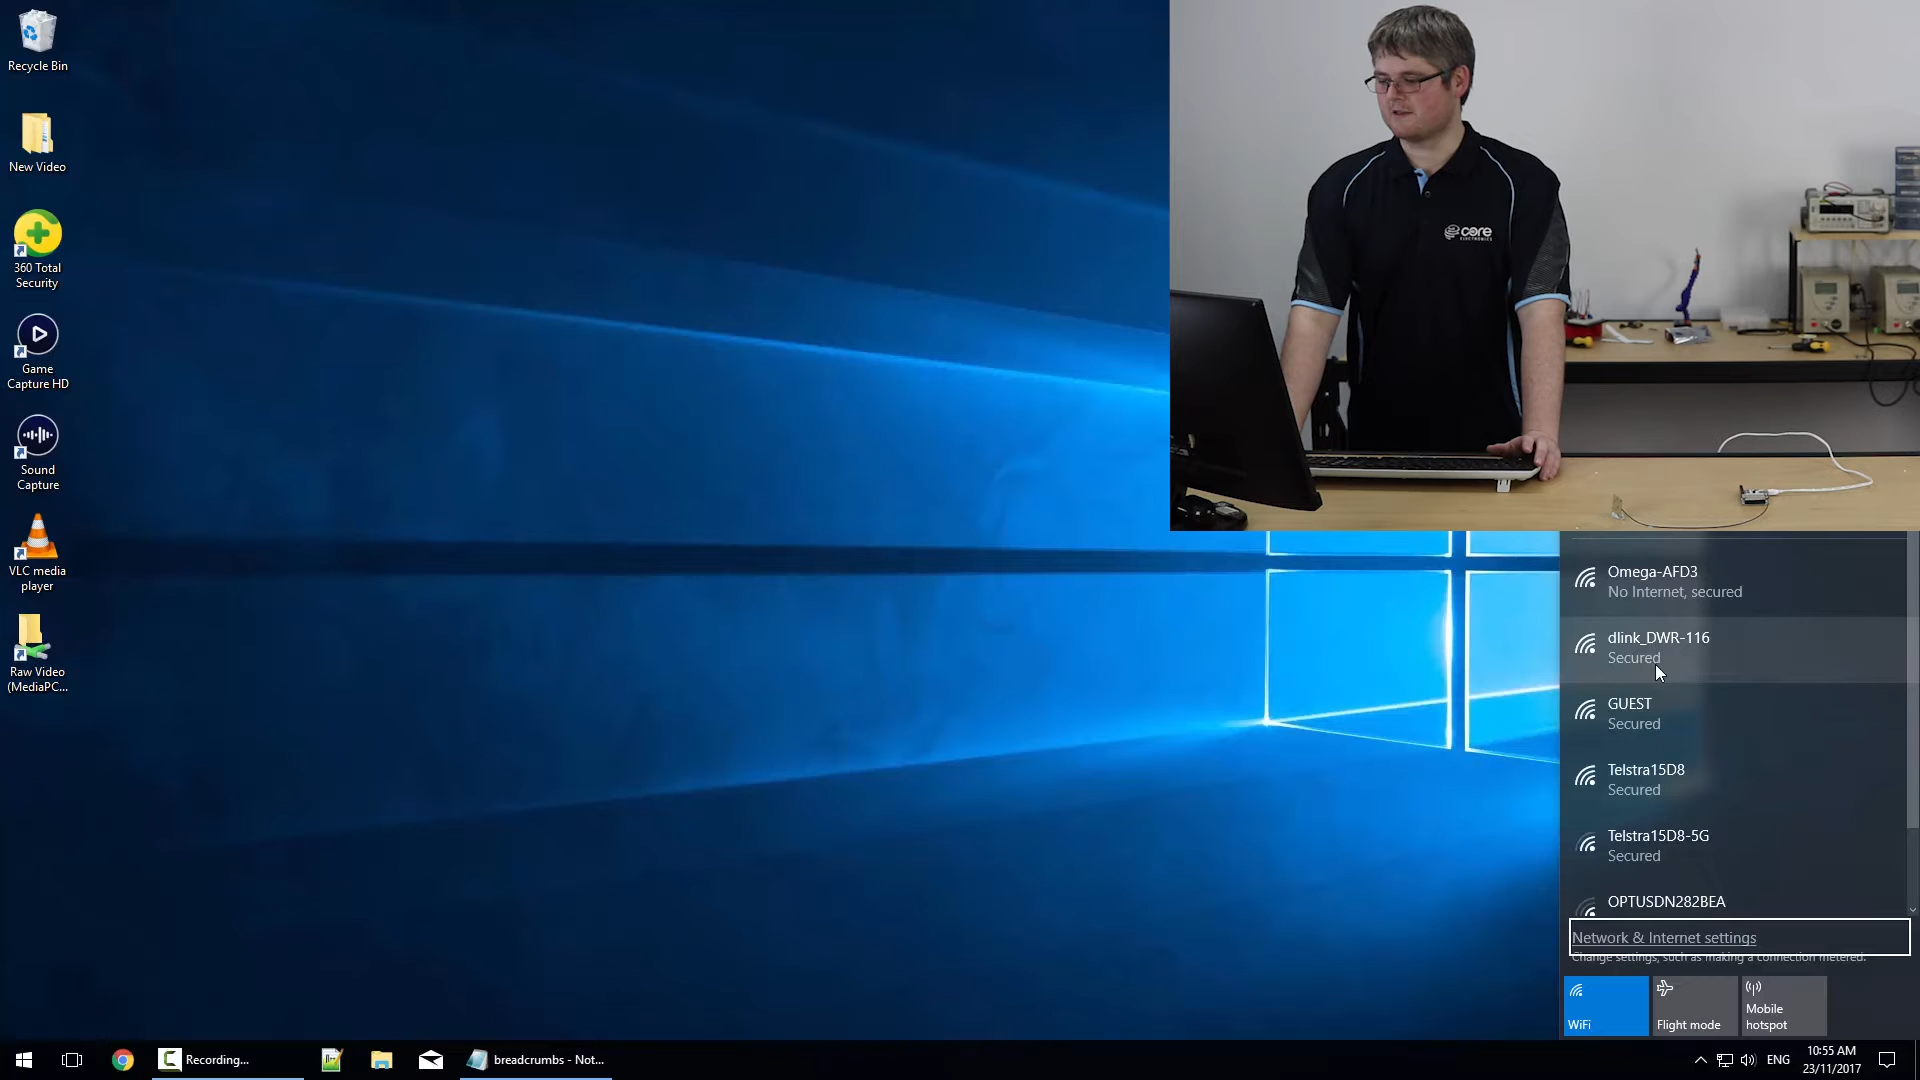 Recycle Bin
New Video
360 Total
Security
Game
Capture HD
Sound
Capture
VLC media
player
Raw Video
(MediaPC...
core
ELECTRONICS
Omega-AFD3
No Internet, secured
dlink_DWR-116
Secured
GUEST
Secured
Telstra15D8
Secured
Telstra15D8-5G
Secured
OPTUSDN282BEA
Network & Internet settings
Change settings, such as making a connection metered.
WiFi
Flight mode
Mobile
hotspot
Recording...
breadcrumbs - Not...
ENG
10:55 AM
23/11/2017